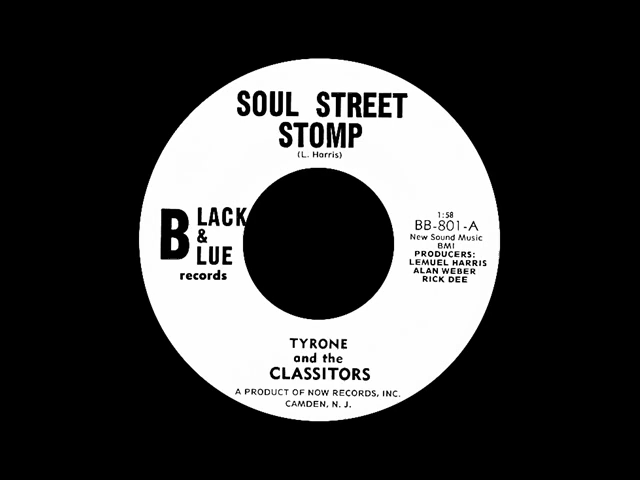 SOUL STREET
STOMP
(L. Harris)
BLACK
&
BLUE
records
1:58
BB-801-A
New Sound Music
BMI
PRODUCERS:
LEMUEL HARRIS
ALAN WEBER
RICK DEE
TYRONE
and the
CLASSITORS
A PRODUCT OF NOW RECORDS, INC.
CAMDEN, N. J.